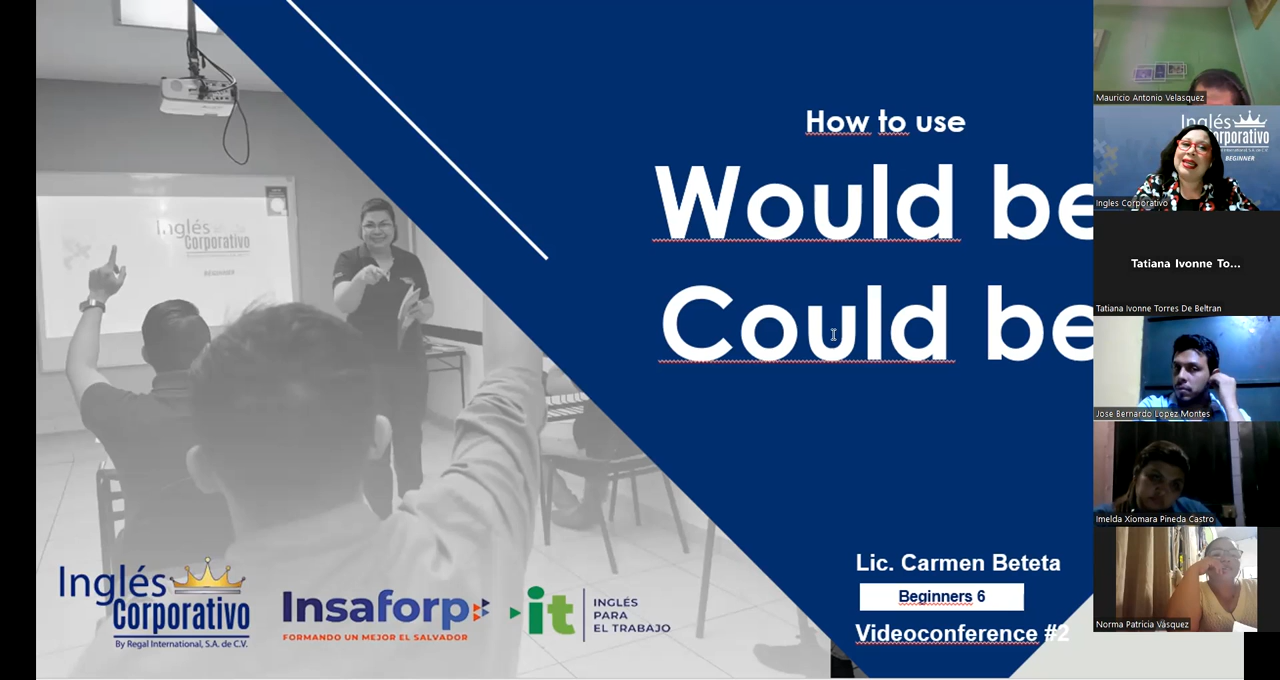 How to use
Would be
Could be
Lic. Carmen Beteta
Beginners 6
Videoconference #2
Inglés
Corporativo
BEGINNER
Inglés
Corporativo
By Regal International, S.A. de C.V.
Insaforp
FORMANDO UN MEJOR EL SALVADOR
it
INGLÉS
PARA
EL TRABAJO
Mauricio Antonio Velasquez
Inglés
Corporativo
BEGINNER
Ingles Corporativo
Tatiana Ivonne To...
Tatiana Ivonne Torres De Beltran
Jose Bernardo Lopez Montes
Imelda Xiomara Pineda Castro
Norma Patricia Vásquez